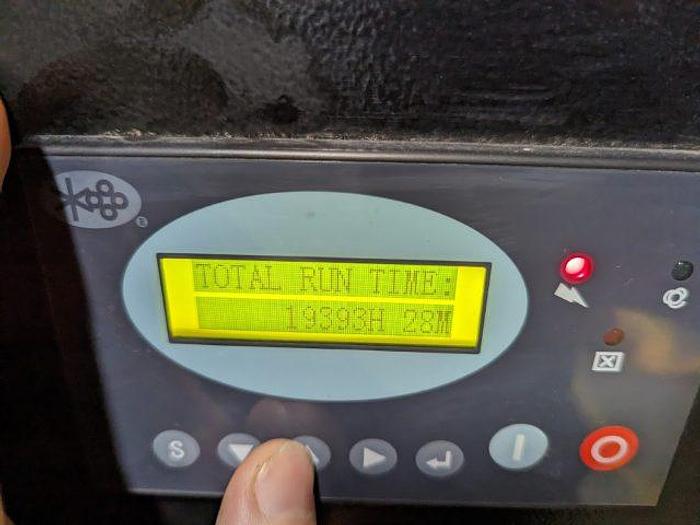 TOTAL RUN TIME:
19393H 28M
®
S